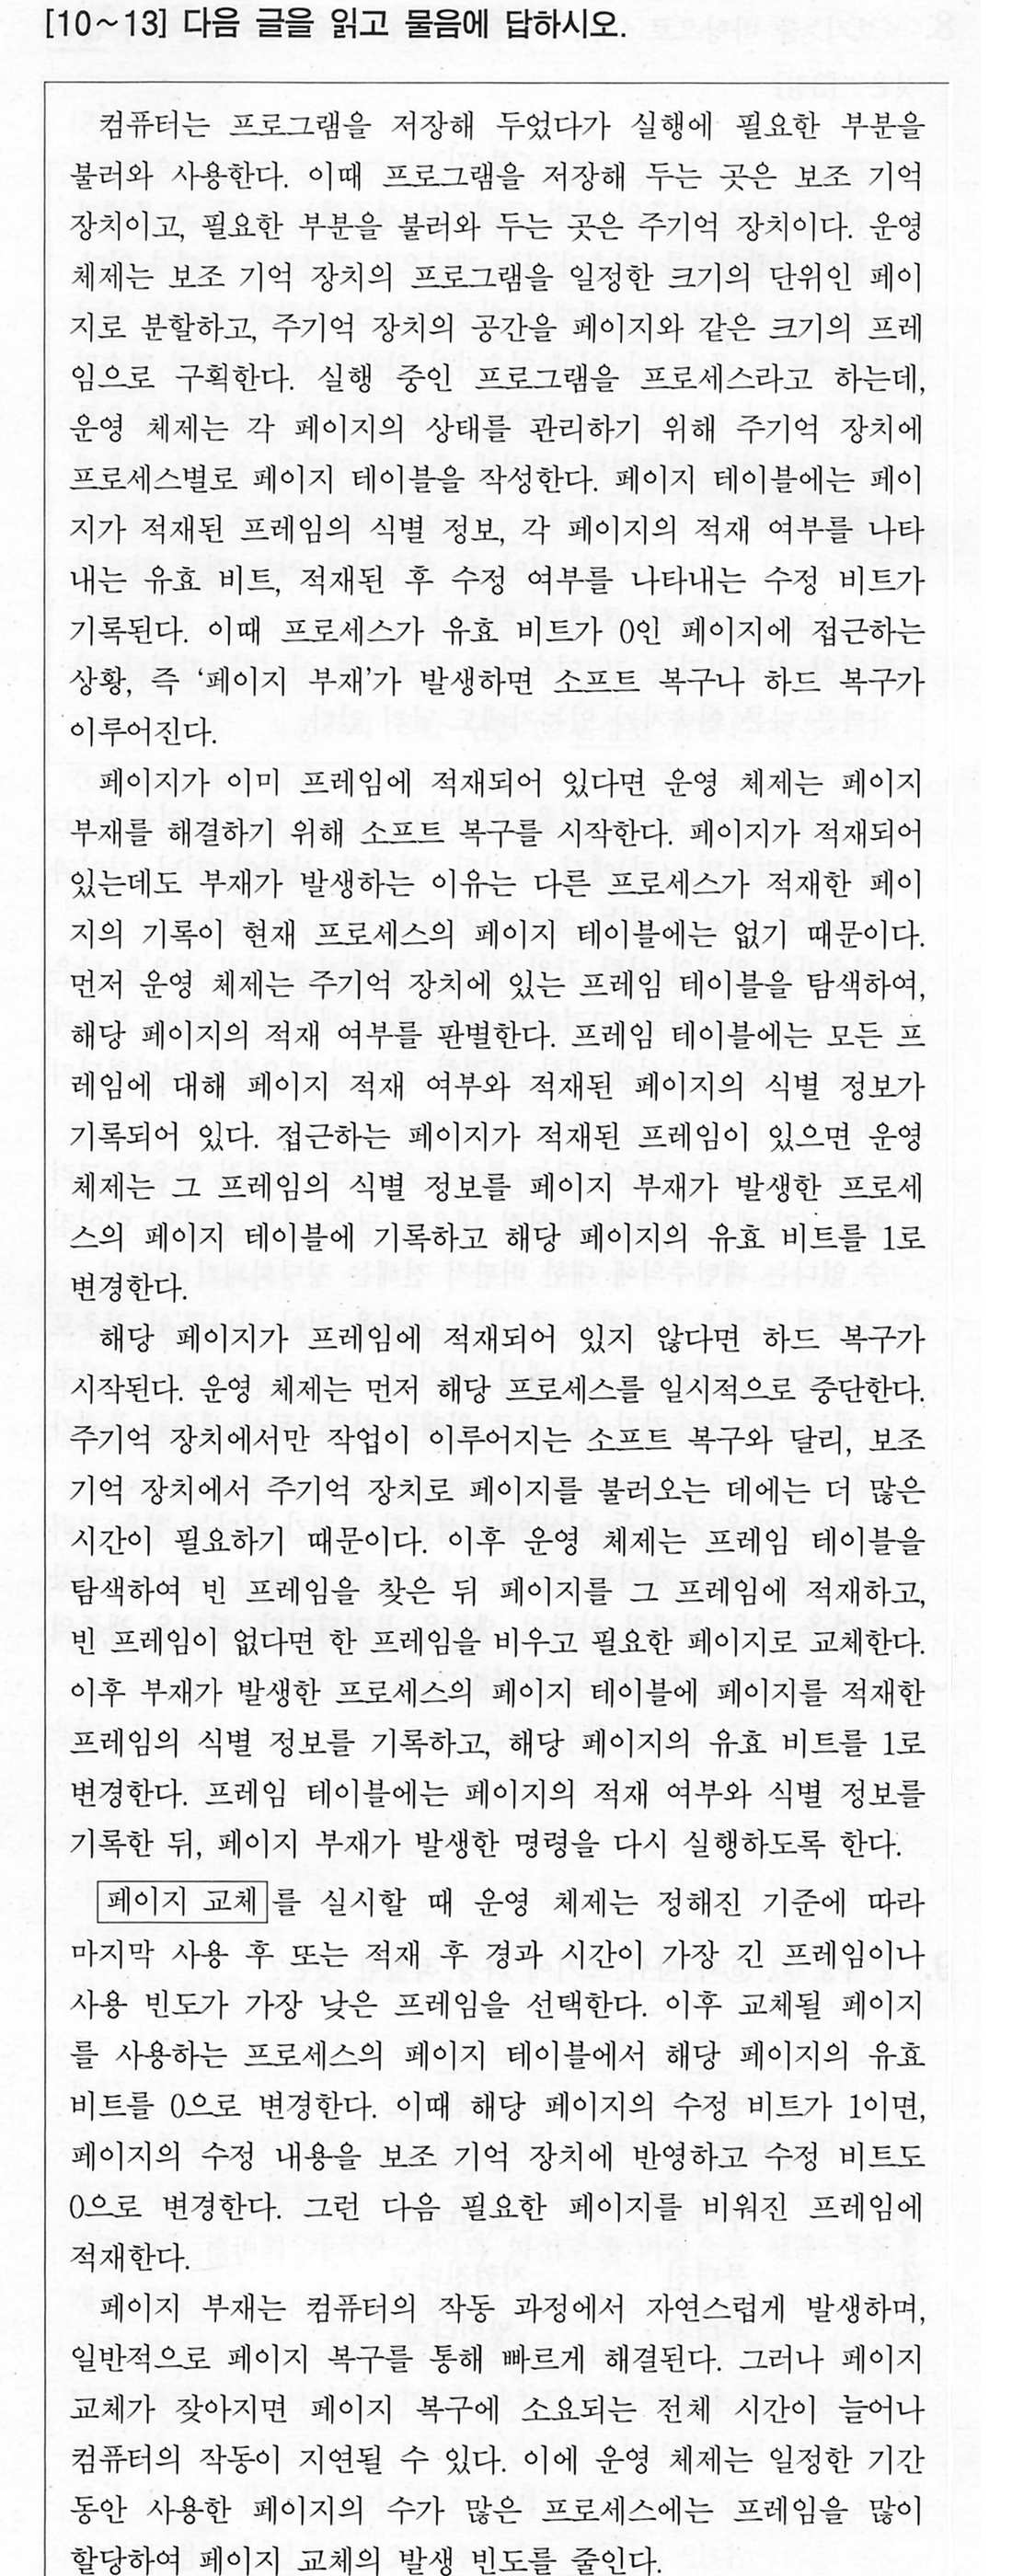 [10～13] 다음 글을 읽고 물음에 답하시오.
컴퓨터는 프로그램을 저장해 두었다가 실행에 필요한 부분을
불러와 사용한다. 이때 프로그램을 저장해 두는 곳은 보조 기억
장치이고, 필요한 부분을 불러와 두는 곳은 주기억 장치이다. 운영
체제는 보조 기억 장치의 프로그램을 일정한 크기의 단위인 페이
지로 분할하고, 주기억 장치의 공간을 페이지와 같은 크기의 프레
임으로 구획한다. 실행 중인 프로그램을 프로세스라고 하는데,
운영 체제는 각 페이지의 상태를 관리하기 위해 주기억 장치에
프로세스별로 페이지 테이블을 작성한다. 페이지 테이블에는 페이
지가 적재된 프레임의 식별 정보, 각 페이지의 적재 여부를 나타
내는 유효 비트, 적재된 후 수정 여부를 나타내는 수정 비트가
기록된다. 이때 프로세스가 유효 비트가 0인 페이지에 접근하는
상황, 즉 ‘페이지 부재’가 발생하면 소프트 복구나 하드 복구가
이루어진다.
페이지가 이미 프레임에 적재되어 있다면 운영 체제는 페이지
부재를 해결하기 위해 소프트 복구를 시작한다. 페이지가 적재되어
있는데도 부재가 발생하는 이유는 다른 프로세스가 적재한 페이
지의 기록이 현재 프로세스의 페이지 테이블에는 없기 때문이다.
먼저 운영 체제는 주기억 장치에 있는 프레임 테이블을 탐색하여,
해당 페이지의 적재 여부를 판별한다. 프레임 테이블에는 모든 프
레임에 대해 페이지 적재 여부와 적재된 페이지의 식별 정보가
기록되어 있다. 접근하는 페이지가 적재된 프레임이 있으면 운영
체제는 그 프레임의 식별 정보를 페이지 부재가 발생한 프로세
스의 페이지 테이블에 기록하고 해당 페이지의 유효 비트를 1로
변경한다.
해당 페이지가 프레임에 적재되어 있지 않다면 하드 복구가
시작된다. 운영 체제는 먼저 해당 프로세스를 일시적으로 중단한다.
주기억 장치에서만 작업이 이루어지는 소프트 복구와 달리, 보조
기억 장치에서 주기억 장치로 페이지를 불러오는 데에는 더 많은
시간이 필요하기 때문이다. 이후 운영 체제는 프레임 테이블을
탐색하여 빈 프레임을 찾은 뒤 페이지를 그 프레임에 적재하고,
빈 프레임이 없다면 한 프레임을 비우고 필요한 페이지로 교체한다.
이후 부재가 발생한 프로세스의 페이지 테이블에 페이지를 적재한
프레임의 식별 정보를 기록하고, 해당 페이지의 유효 비트를 1로
변경한다. 프레임 테이블에는 페이지의 적재 여부와 식별 정보를
기록한 뒤, 페이지 부재가 발생한 명령을 다시 실행하도록 한다.
페이지 교체를 실시할 때 운영 체제는 정해진 기준에 따라
마지막 사용 후 또는 적재 후 경과 시간이 가장 긴 프레임이나
사용 빈도가 가장 낮은 프레임을 선택한다. 이후 교체될 페이지
를 사용하는 프로세스의 페이지 테이블에서 해당 페이지의 유효
비트를 0으로 변경한다. 이때 해당 페이지의 수정 비트가 1이면,
페이지의 수정 내용을 보조 기억 장치에 반영하고 수정 비트도
0으로 변경한다. 그런 다음 필요한 페이지를 비워진 프레임에
적재한다.
페이지 부재는 컴퓨터의 작동 과정에서 자연스럽게 발생하며,
일반적으로 페이지 복구를 통해 빠르게 해결된다. 그러나 페이지
교체가 잦아지면 페이지 복구에 소요되는 전체 시간이 늘어나
컴퓨터의 작동이 지연될 수 있다. 이에 운영 체제는 일정한 기간
동안 사용한 페이지의 수가 많은 프로세스에는 프레임을 많이
할당하여 페이지 교체의 발생 빈도를 줄인다.